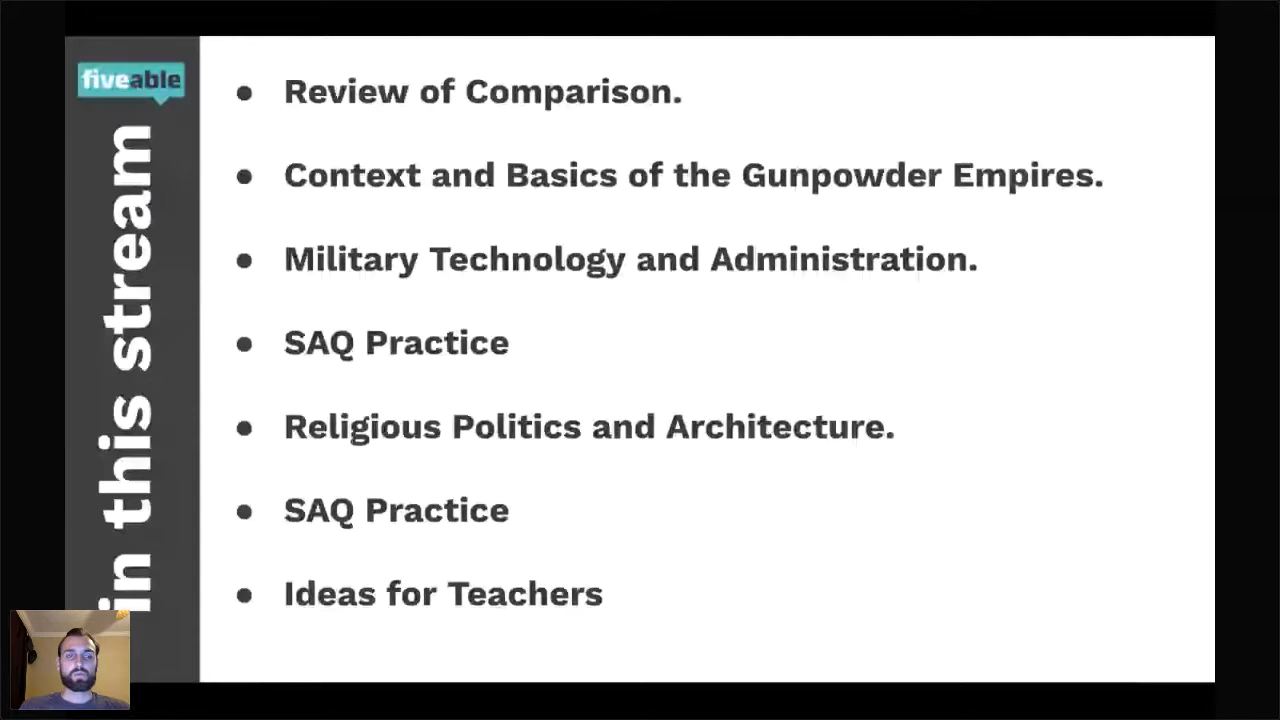 fiveable
in this stream
Review of Comparison.
Context and Basics of the Gunpowder Empires.
Military Technology and Administration.
SAQ Practice
Religious Politics and Architecture.
SAQ Practice
Ideas for Teachers